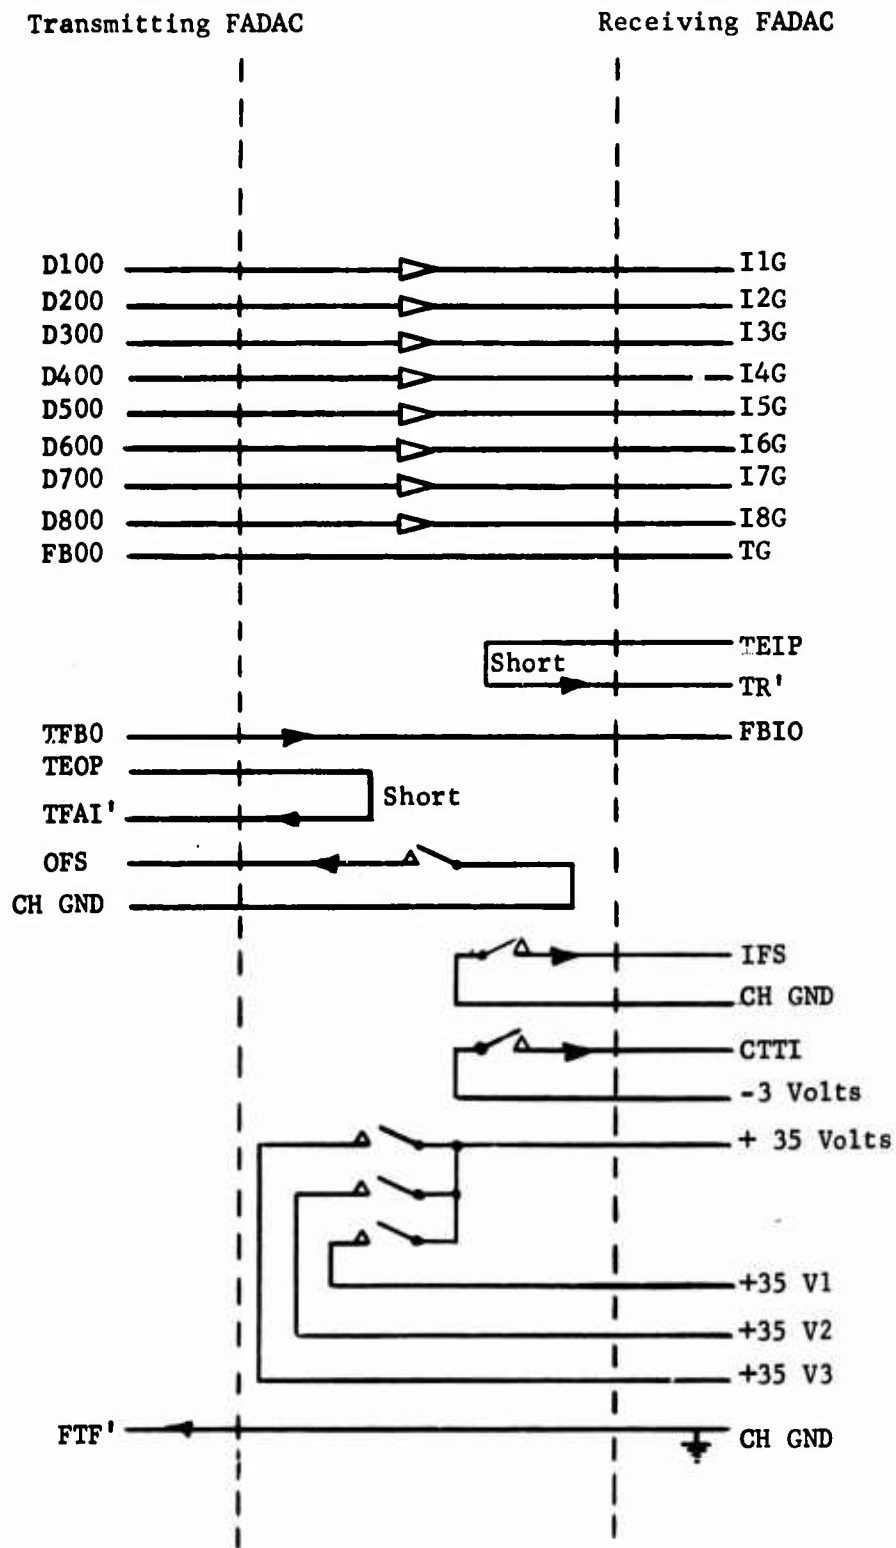 Transmitting FADAC Receiving FADAC
D100 I1G
D200 I2G
D300 I3G
D400 I4G
D500 I5G
D600 I6G
D700 I7G
D800 I8G
FB00 TG
TEIP
Short
TR'
TFBO FBIO
TEOP
Short
TFAI'
OFS
CH GND
IFS
CH GND
CTTI
-3 Volts
+ 35 Volts
+35 V1
+35 V2
+35 V3
FTF' CH GND